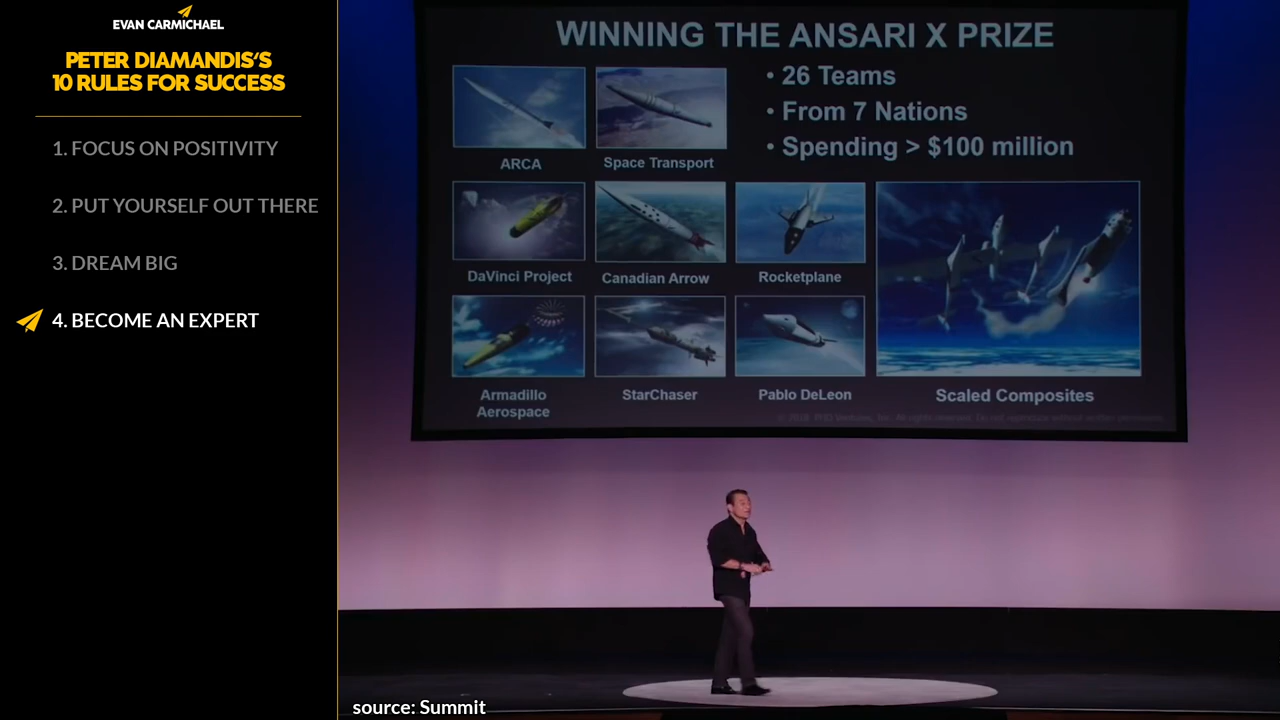 EVAN CARMICHAEL
PETER DIAMANDIS'S
10 RULES FOR SUCCESS
1. FOCUS ON POSITIVITY
2. PUT YOURSELF OUT THERE
3. DREAM BIG
4. BECOME AN EXPERT
WINNING THE ANSARI X PRIZE
• 26 Teams
• From 7 Nations
• Spending > $100 million
ARCA
Space Transport
DaVinci Project
Canadian Arrow
Rocketplane
Armadillo
Aerospace
StarChaser
Pablo DeLeon
Scaled Composites
source: Summit